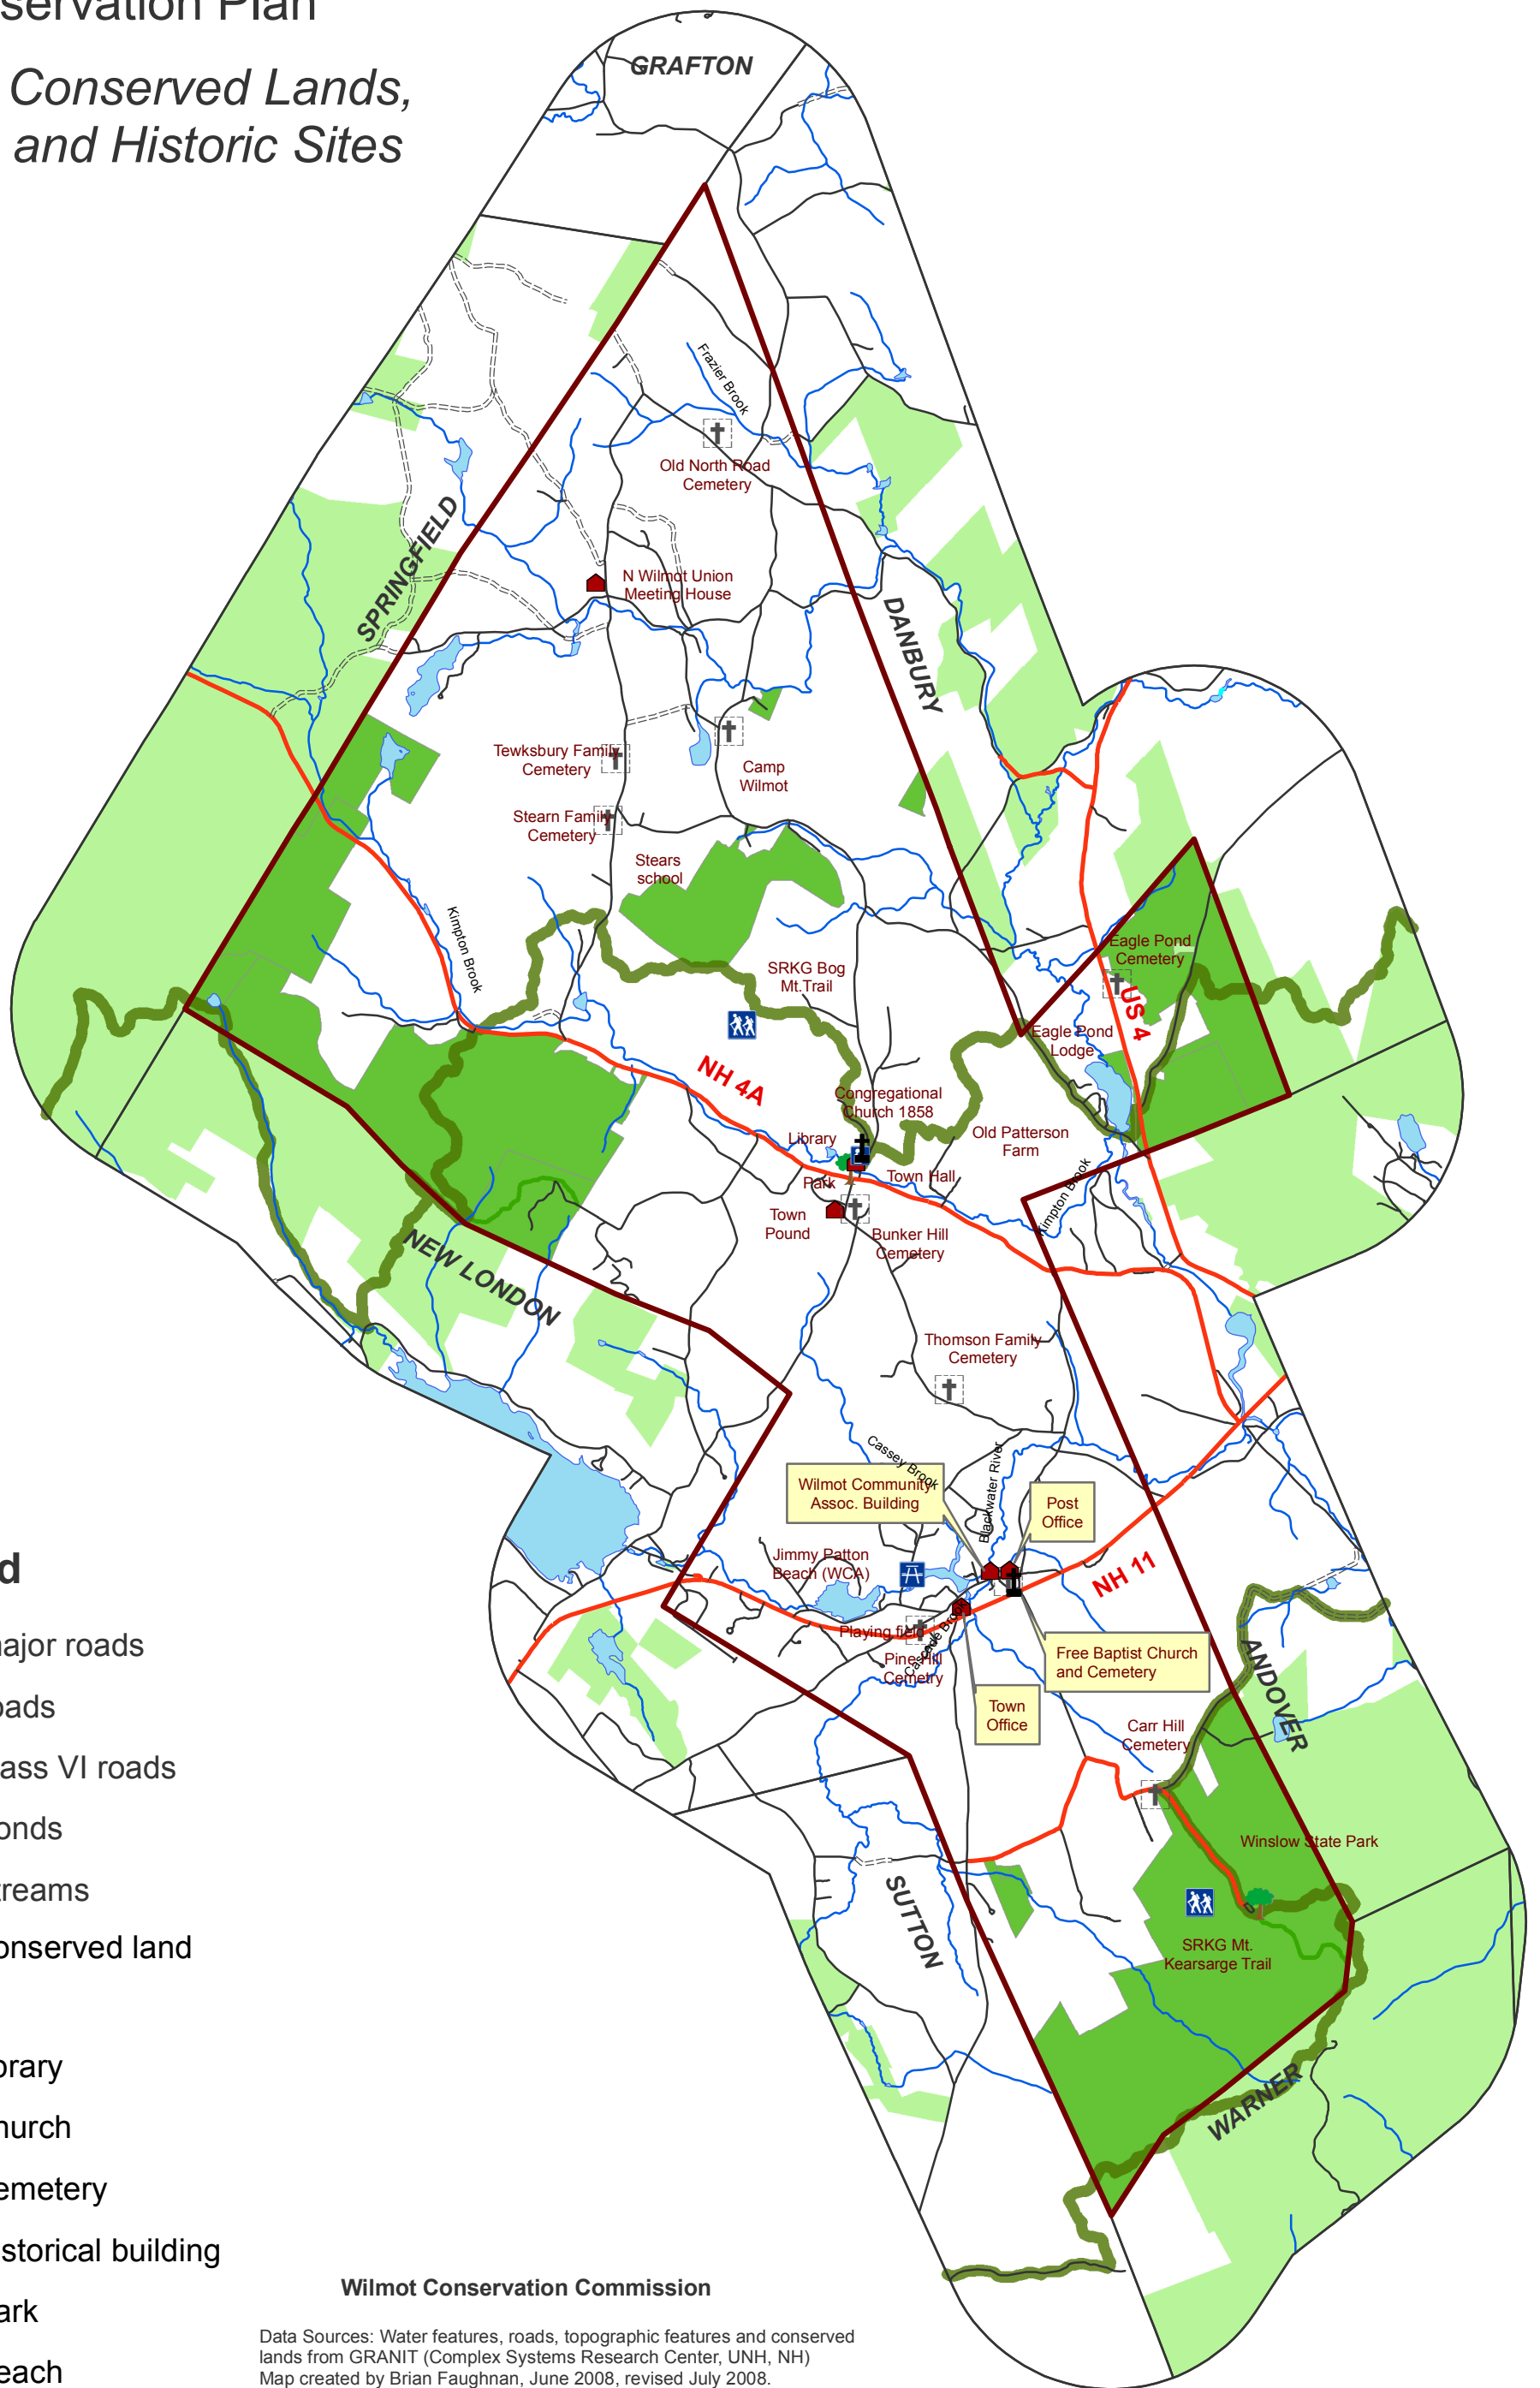 servation Plan
Conserved Lands,
and Historic Sites
GRAFTON
Frazier Brook
Old North Road
Cemetery
SPRINGFIELD
N Wilmot Union
Meeting House
DANBURY
Tewksbury Family
Cemetery
Camp
Wilmot
Stearn Family
Cemetery
Stears
school
Kimpton Brook
Eagle Pond
Cemetery
SRKG Bog
Mt.Trail
US 4
Eagle Pond
Lodge
NH 4A
Congregational
Church 1858
Library
Old Patterson
Farm
Park
Town Hall
Kimpton Brook
Town
Pound
Bunker Hill
Cemetery
NEW LONDON
Thomson Family
Cemetery
Cassey Brook
Blackwater River
Wilmot Community
Assoc. Building
Post
Office
Jimmy Patton
Beach (WCA)
NH 11
Playing field
Cascade Brook
Pine Hill
Cemetry
Free Baptist Church
and Cemetery
ANDOVER
Town
Office
Carr Hill
Cemetery
Winslow State Park
SUTTON
SRKG Mt.
Kearsarge Trail
WARNER
d
najor roads
oads
ass VI roads
onds
treams
onserved land
brary
hurch
emetery
istorical building
ark
each
Wilmot Conservation Commission
Data Sources: Water features, roads, topographic features and conserved
lands from GRANIT (Complex Systems Research Center, UNH, NH)
Map created by Brian Faughnan, June 2008, revised July 2008.